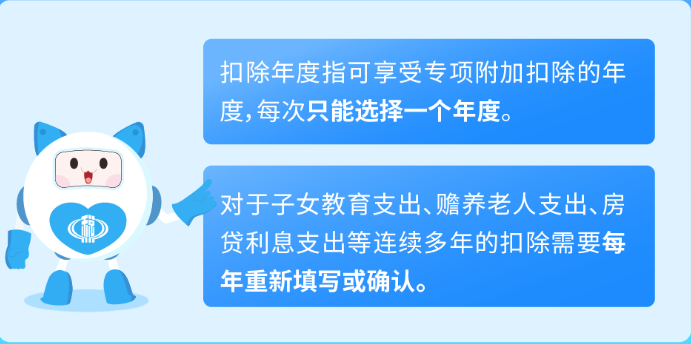 扣除年度指可享受专项附加扣除的年
度，每次只能选择一个年度。
对于子女教育支出、赡养老人支出、房
贷利息支出等连续多年的扣除需要每
年重新填写或确认。